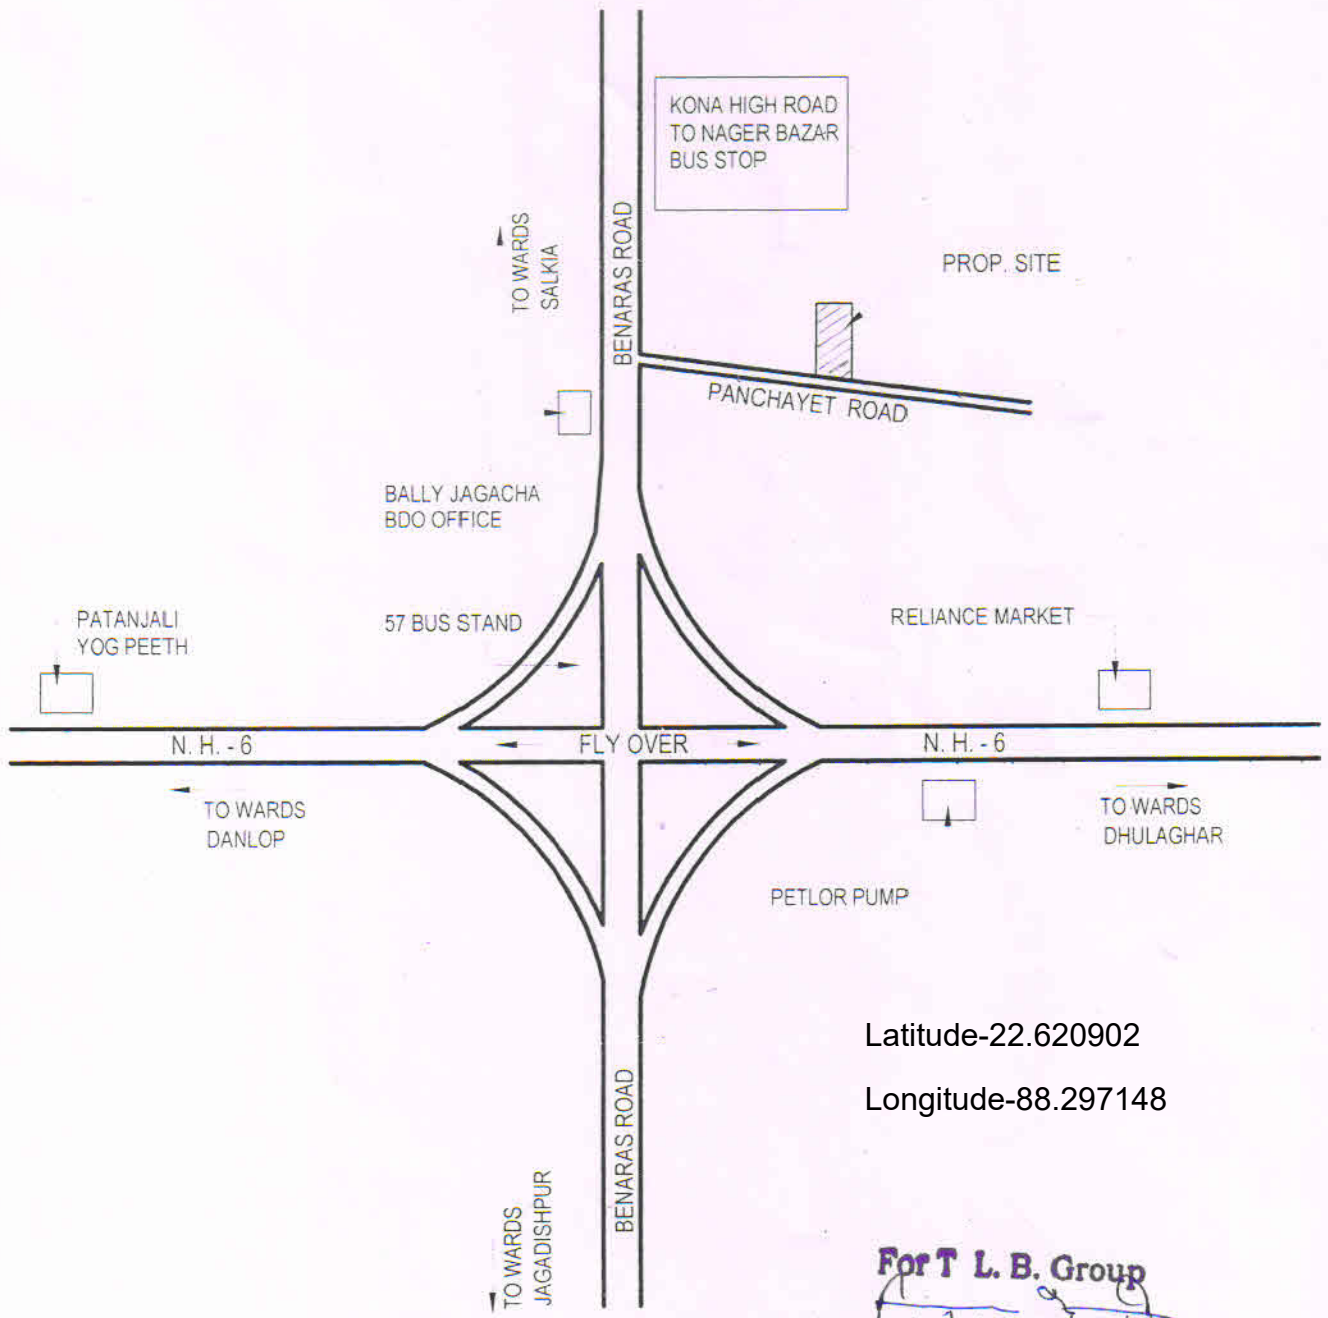 KONA HIGH ROAD
TO NAGER BAZAR
BUS STOP
TO WARDS
SALKIA
BENARAS ROAD
PROP. SITE
PANCHAYET ROAD
BALLY JAGACHA
BDO OFFICE
PATANJALI
YOG PEETH
57 BUS STAND
RELIANCE MARKET
N. H. - 6
FLY OVER
N. H. - 6
TO WARDS
DANLOP
TO WARDS
DHULAGHAR
PETLOR PUMP
Latitude-22.620902
Longitude-88.297148
BENARAS ROAD
TO WARDS
JAGADISHPUR
For T L. B. Group